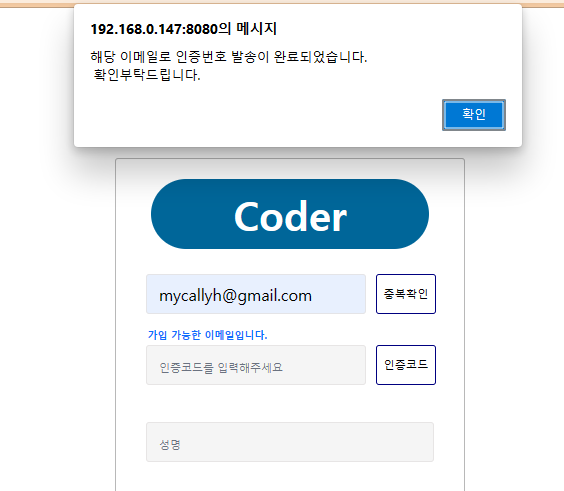 192.168.0.147:8080의 메시지
해당 이메일로 인증번호 발송이 완료되었습니다.
확인부탁드립니다.
확인
Coder
mycallyh@gmail.com
중복확인
가입 가능한 이메일입니다.
인증코드를 입력해주세요
인증코드
성명